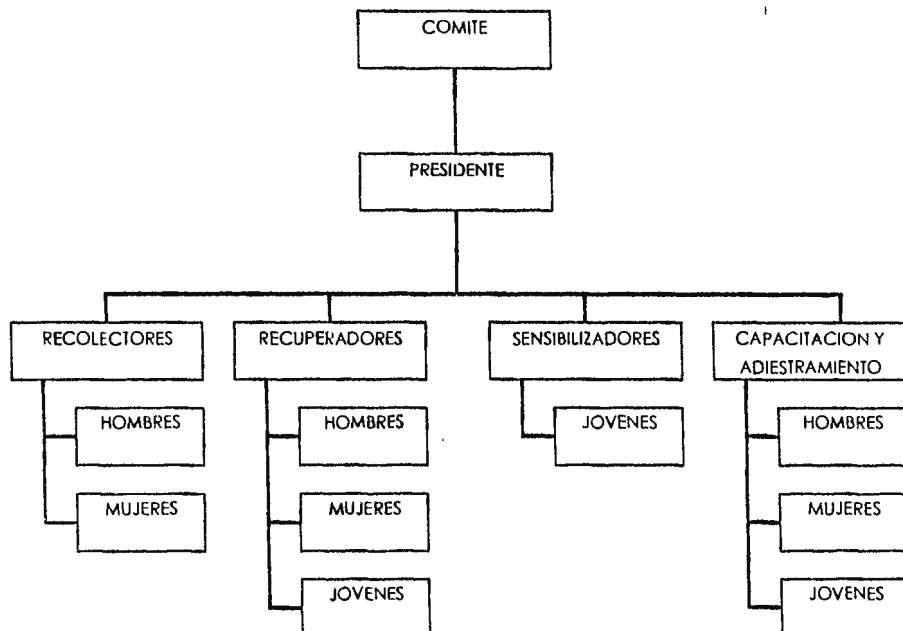 COMITE
PRESIDENTE
RECOLECTORES
HOMBRES
MUJERES
RECUPERADORES
HOMBRES
MUJERES
JOVENES
SENSIBILIZADORES
JOVENES
CAPACITACION Y
ADIESTRAMIENTO
HOMBRES
MUJERES
JOVENES